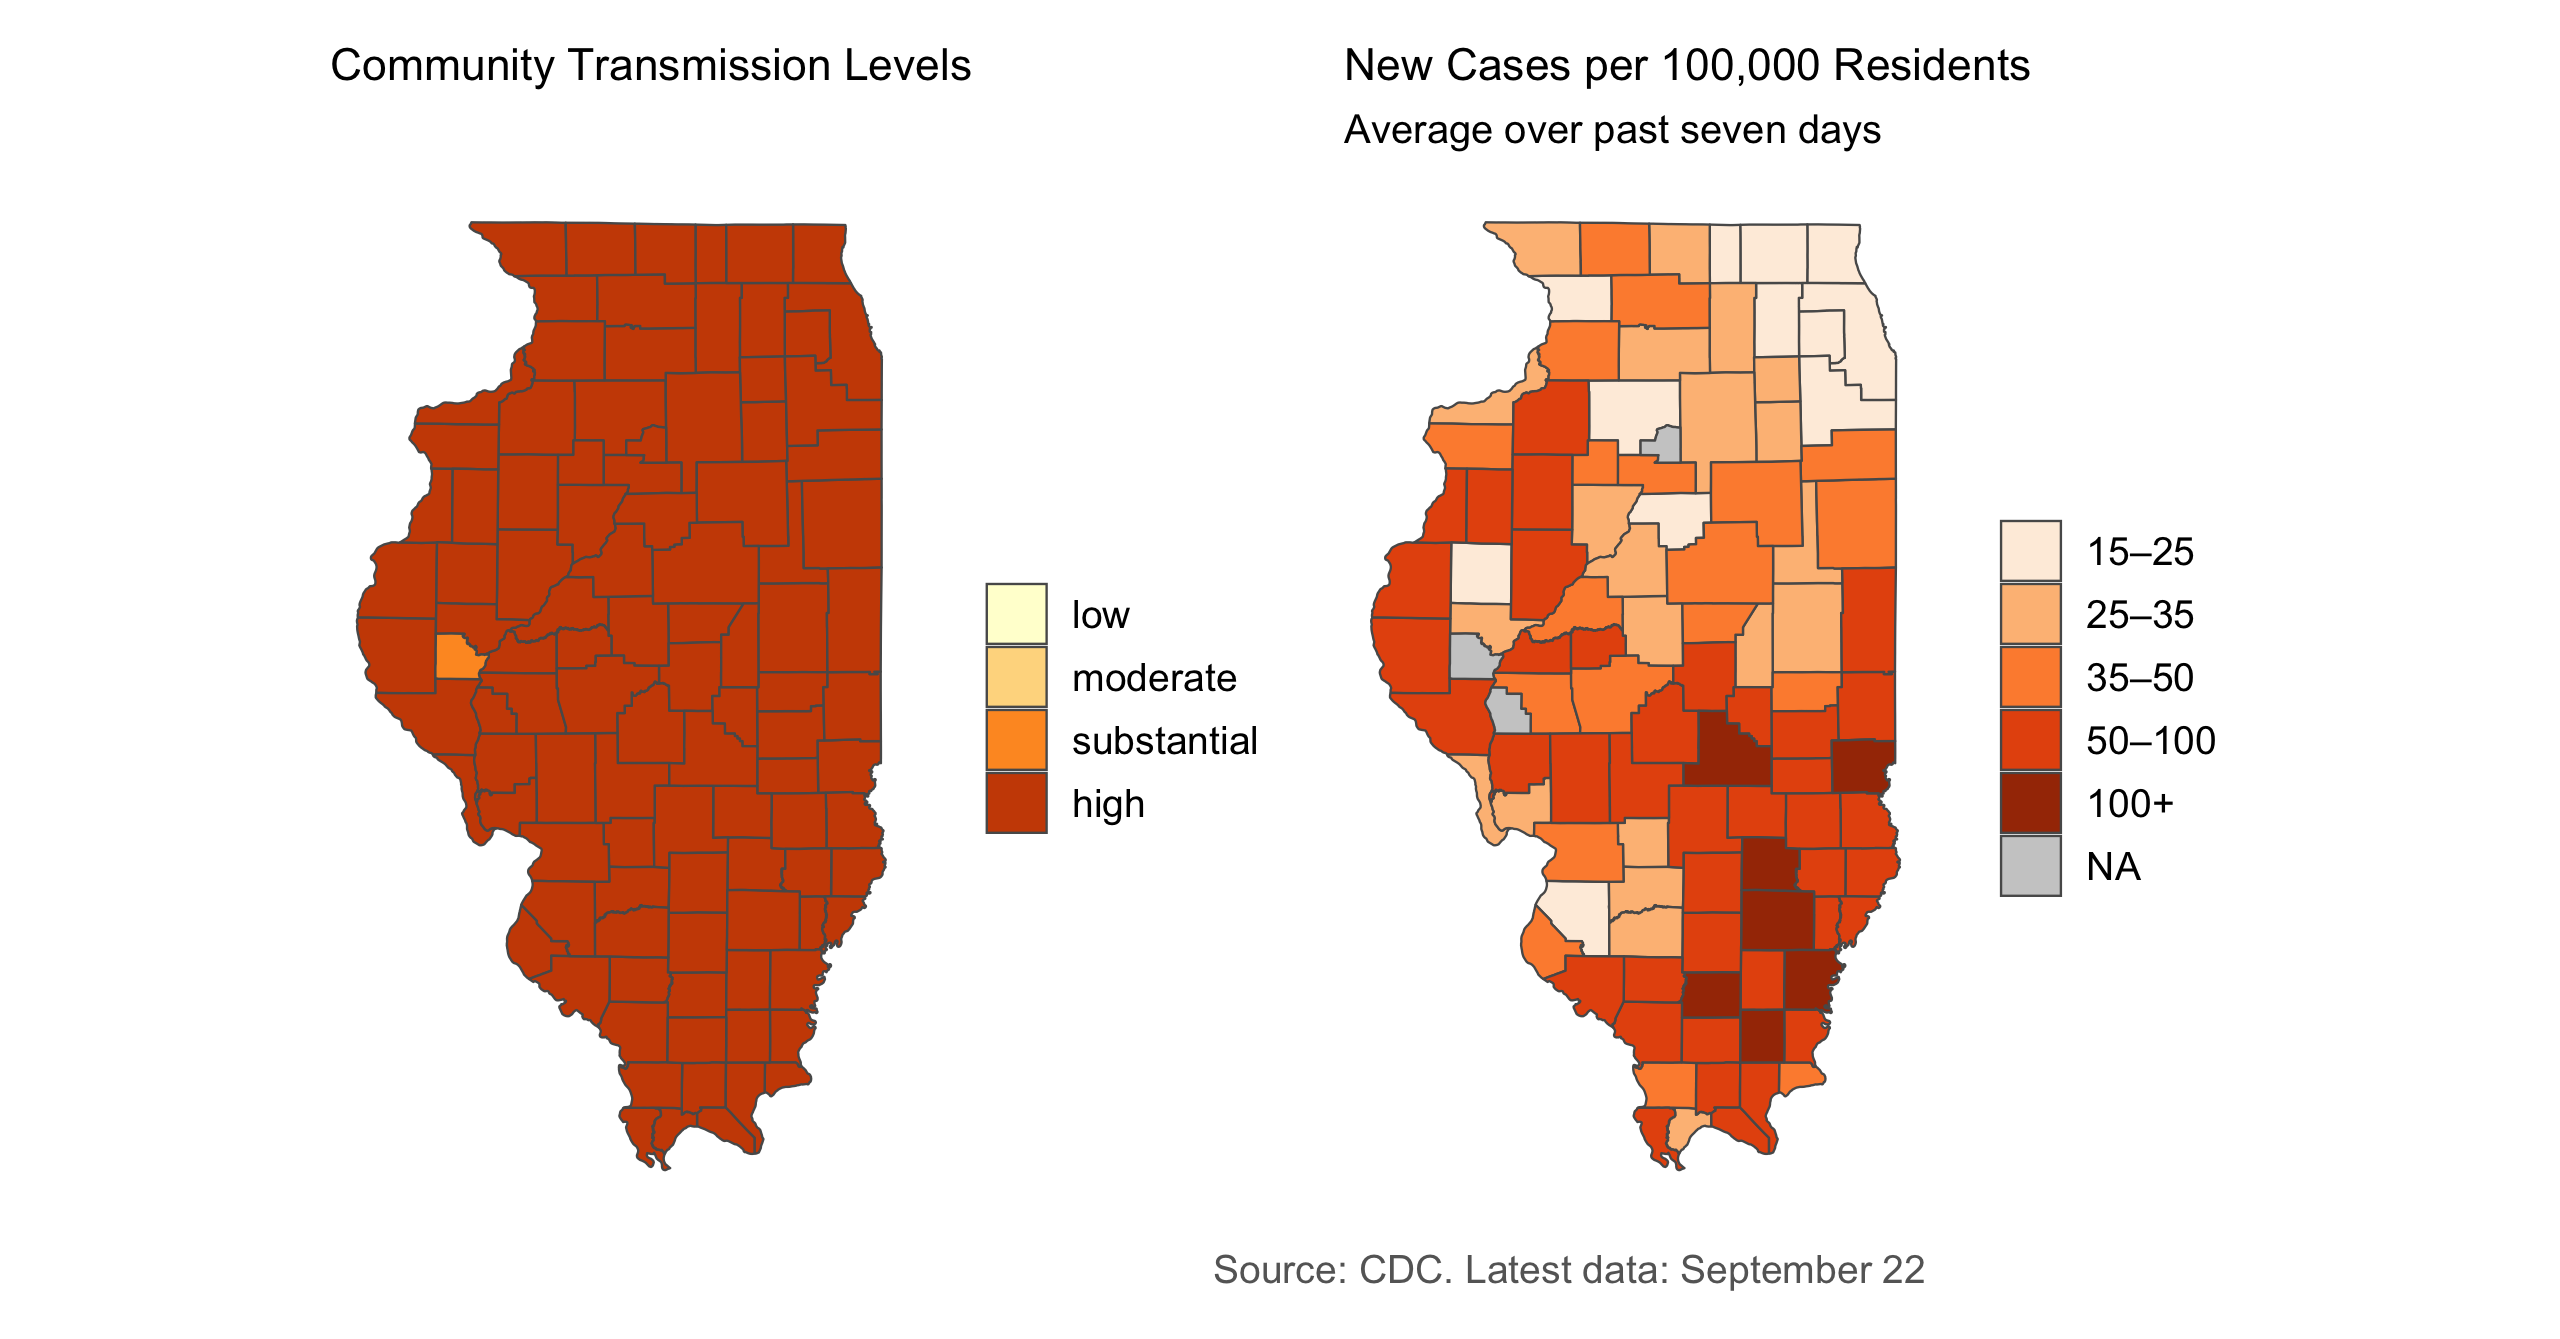 Community Transmission Levels
low
moderate
substantial
high
New Cases per 100,000 Residents
Average over past seven days
15–25
25–35
35–50
50–100
100+
NA
Source: CDC. Latest data: September 22